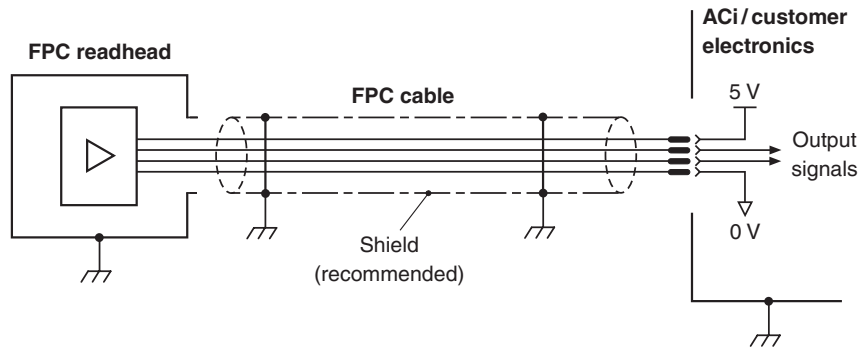 ACi / customer
electronics
FPC readhead
FPC cable
5 V
Output
signals
0 V
Shield
(recommended)